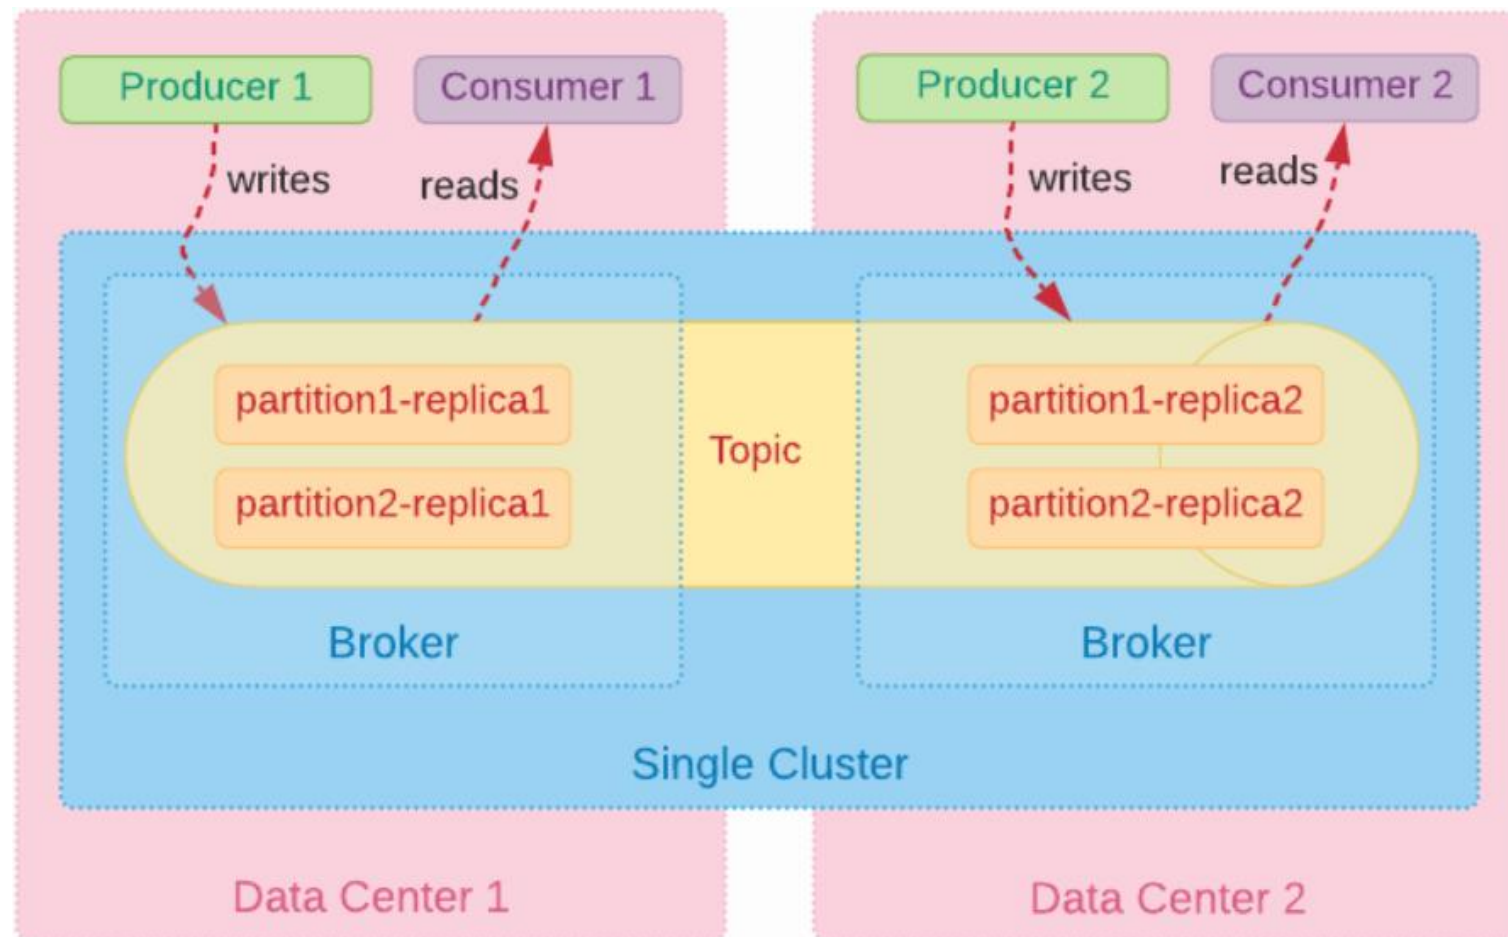 Producer 1
Consumer 1
Producer 2
Consumer 2
writes
reads
writes
reads
partition1-replica1
partition1-replica2
Topic
partition2-replica1
partition2-replica2
Broker
Broker
Single Cluster
Data Center 1
Data Center 2